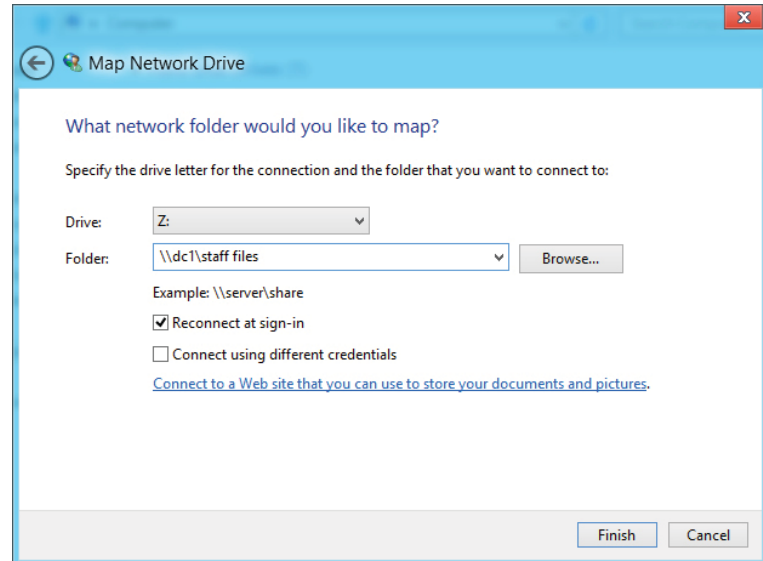 Computer
x
Map Network Drive
What network folder would you like to map?
Specify the drive letter for the connection and the folder that you want to connect to:
Drive: Z:
Folder: \\dc1\staff files Browse...
Example: \\server\share
Reconnect at sign-in
Connect using different credentials
Connect to a Web site that you can use to store your documents and pictures.
Finish Cancel